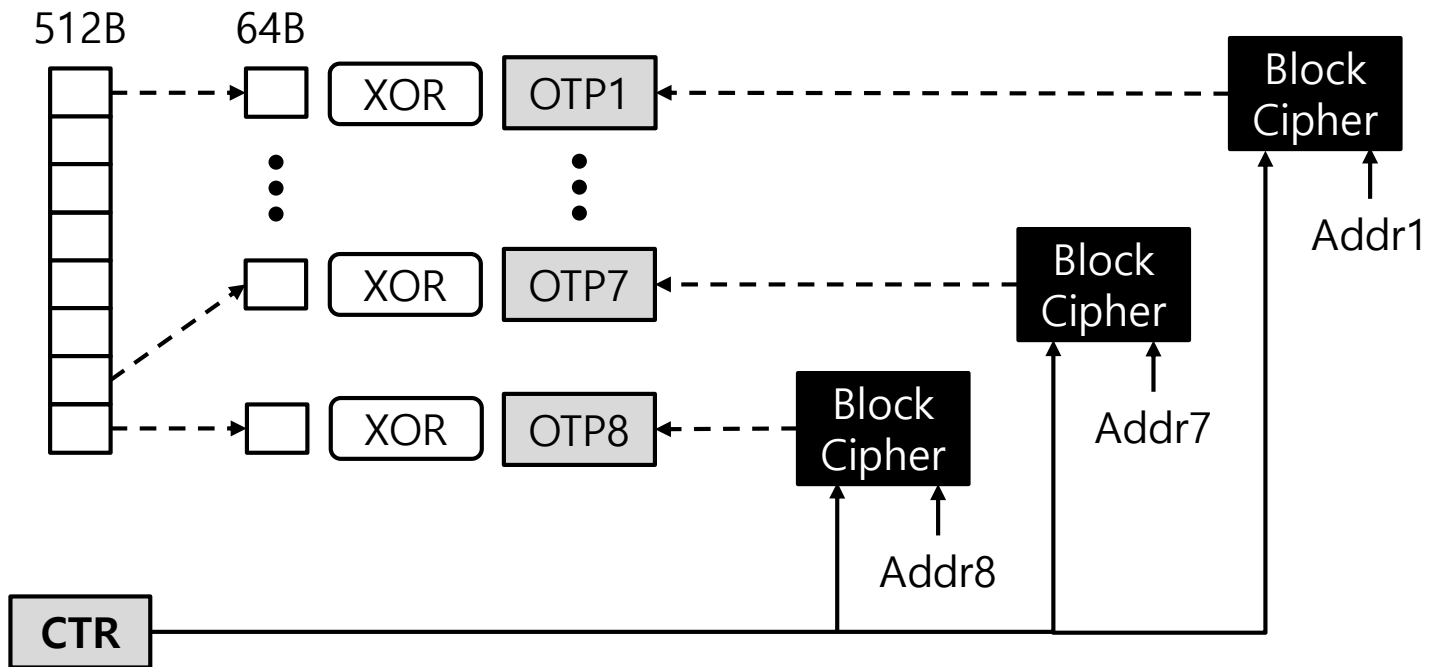 512B
64B
XOR
OTP1
Block
Cipher
Addr1
XOR
OTP7
Block
Cipher
Addr7
XOR
OTP8
Block
Cipher
Addr8
CTR